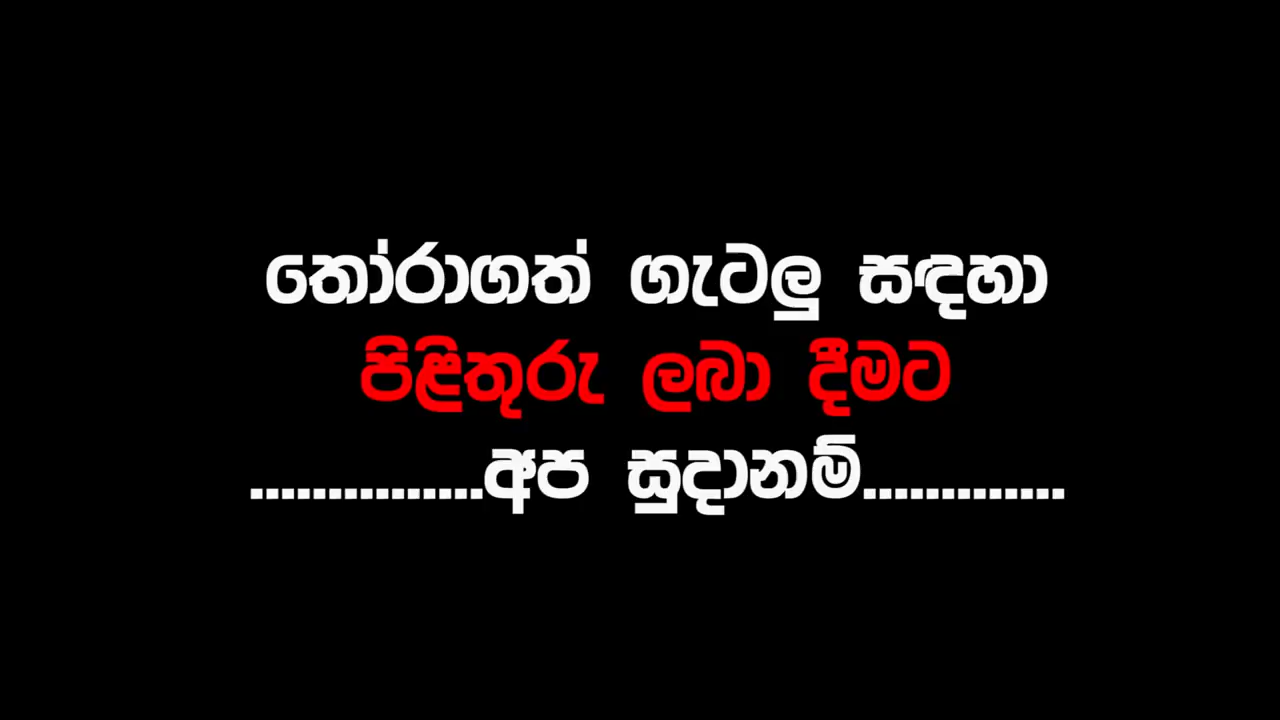 තෝරාගත් ගැටලු සඳහා
පිළිතුරු ලබා දීමට
...............අප සුදානම්.............